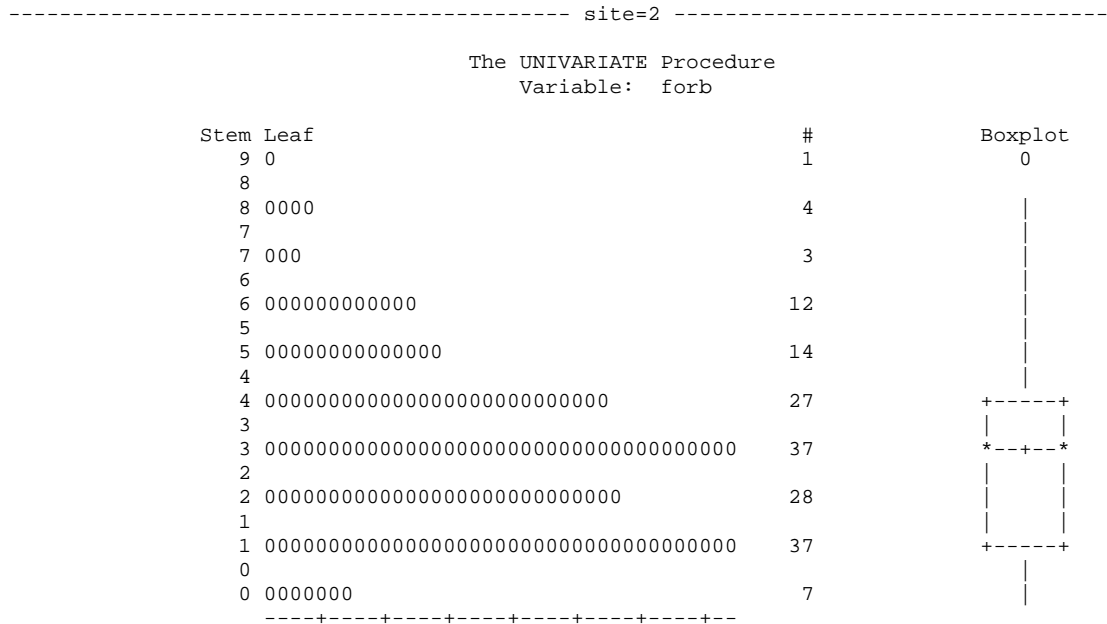 -------------------------------------------- site=2 ----------------------------------
The UNIVARIATE Procedure
Variable: forb
Stem Leaf # Boxplot
9 0 1 0
8
8 0000 4 |
7 |
7 000 3 |
6 |
6 000000000000 12 |
5 |
5 00000000000000 14 |
4 |
4 000000000000000000000000000 27 +-----+
3 | |
3 0000000000000000000000000000000000000 37 *--+--*
2 | |
2 0000000000000000000000000000 28 | |
1 | |
1 0000000000000000000000000000000000000 37 +-----+
0 |
0 0000000 7 |
----+----+----+----+----+----+----+--